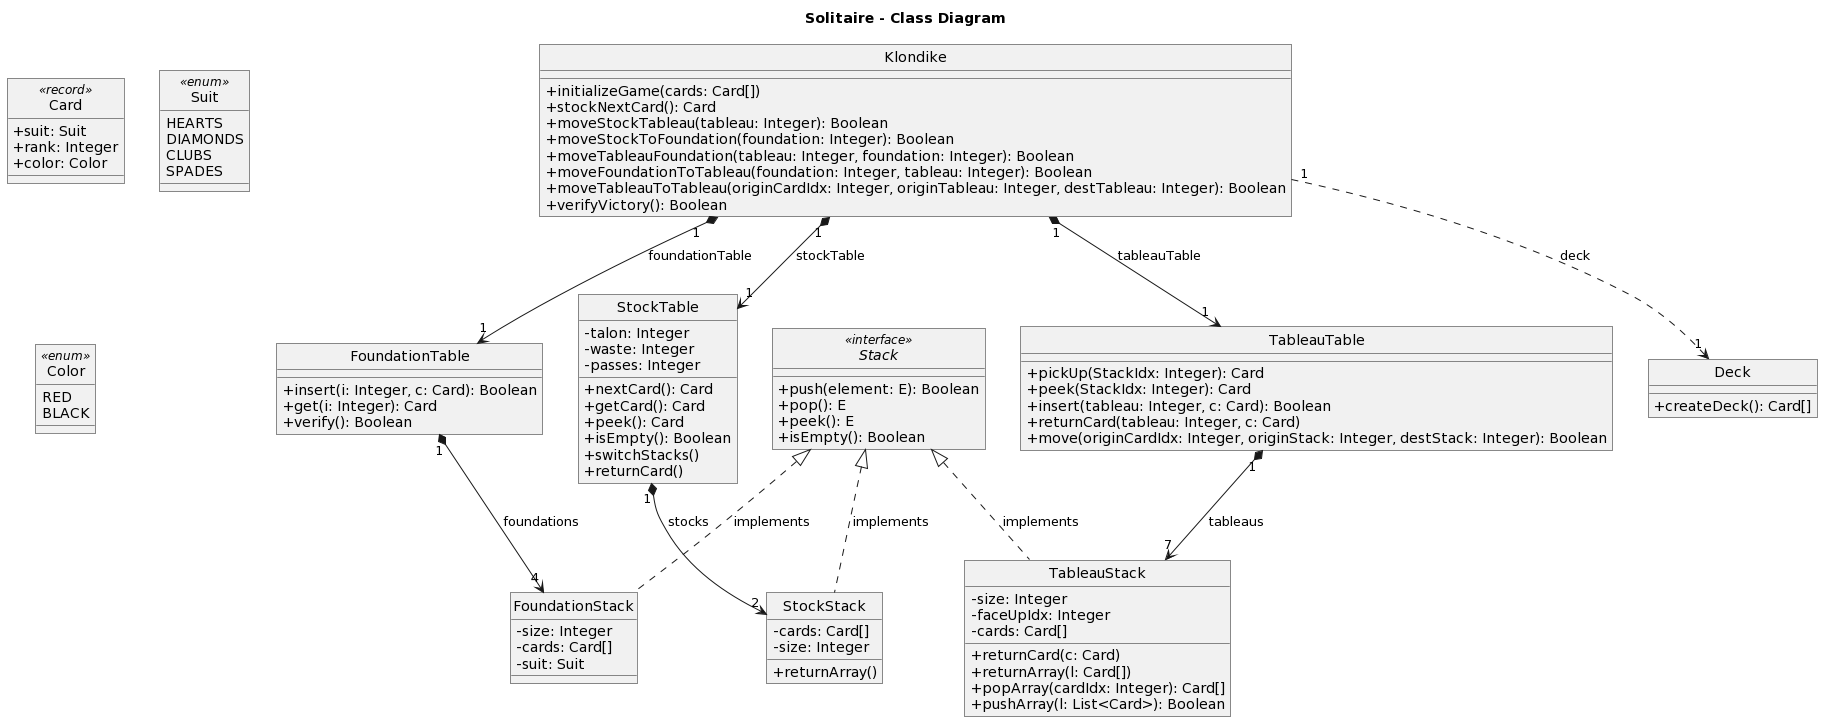 Solitaire - Class Diagram
«record»
Card
+suit: Suit
+rank: Integer
+color: Color
«enum»
Suit
HEARTS
DIAMONDS
CLUBS
SPADES
Klondike
+initializeGame(cards: Card[])
+stockNextCard(): Card
+moveStockTableau(tableau: Integer): Boolean
+moveStockToFoundation(foundation: Integer): Boolean
+moveTableauFoundation(tableau: Integer, foundation: Integer): Boolean
+moveFoundationToTableau(foundation: Integer, tableau: Integer): Boolean
+moveTableauToTableau(originCardIdx: Integer, originTableau: Integer, destTableau: Integer): Boolean
+verifyVictory(): Boolean
1
1
1
1
foundationTable
stockTable
tableauTable
deck
1
1
1
1
«enum»
Color
RED
BLACK
FoundationTable
+insert(i: Integer, c: Card): Boolean
+get(i: Integer): Card
+verify(): Boolean
StockTable
-talon: Integer
-waste: Integer
-passes: Integer
+nextCard(): Card
+getCard(): Card
+peek(): Card
+isEmpty(): Boolean
+switchStacks()
+returnCard()
«interface»
Stack
+push(element: E): Boolean
+pop(): E
+peek(): E
+isEmpty(): Boolean
TableauTable
+pickUp(StackIdx: Integer): Card
+peek(StackIdx: Integer): Card
+insert(tableau: Integer, c: Card): Boolean
+returnCard(tableau: Integer, c: Card)
+move(originCardIdx: Integer, originStack: Integer, destStack: Integer): Boolean
Deck
+createDeck(): Card[]
1
1
1
foundations
stocks
implements
implements
implements
tableaus
4
2
7
FoundationStack
-size: Integer
-cards: Card[]
-suit: Suit
StockStack
-cards: Card[]
-size: Integer
+returnArray()
TableauStack
-size: Integer
-faceUpIdx: Integer
-cards: Card[]
+returnCard(c: Card)
+returnArray(l: Card[])
+popArray(cardIdx: Integer): Card[]
+pushArray(l: List<Card>): Boolean